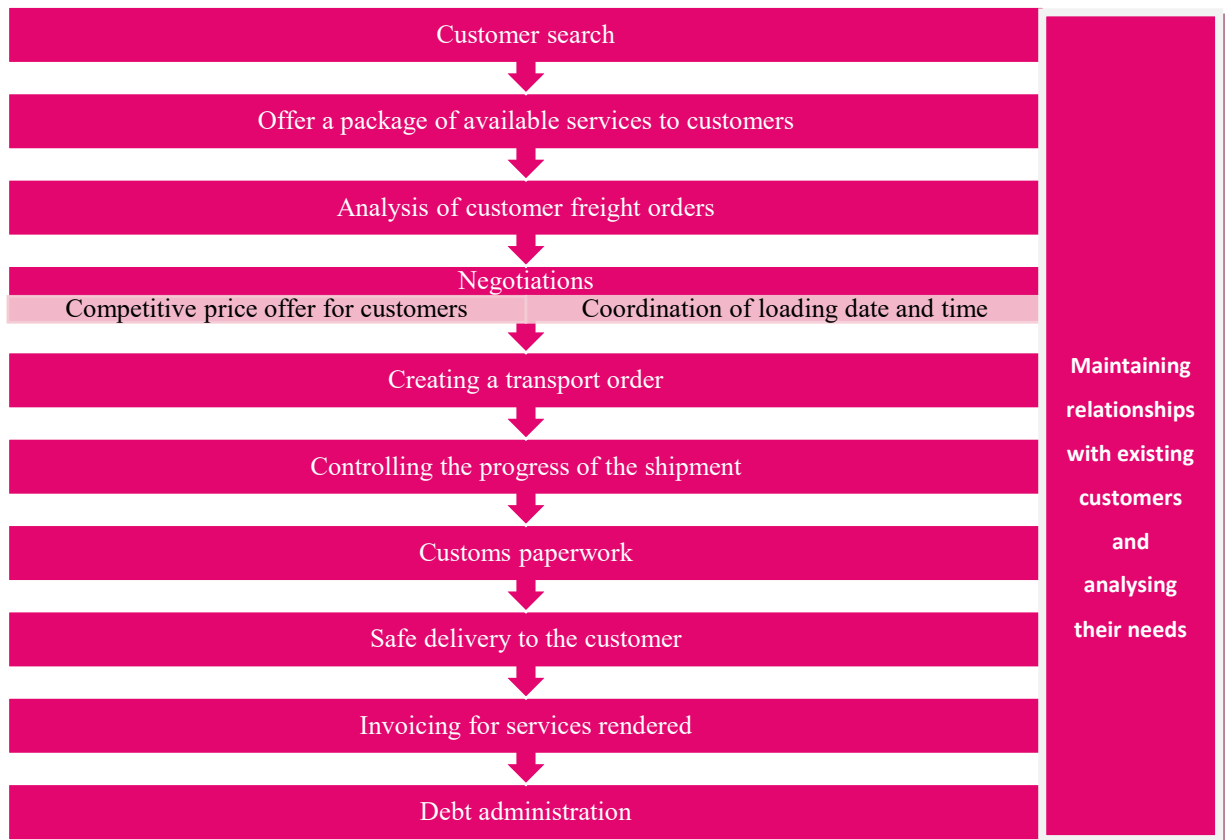 Customer search
Offer a package of available services to customers
Analysis of customer freight orders
Negotiations
Competitive price offer for customers
Coordination of loading date and time
Creating a transport order
Controlling the progress of the shipment
Customs paperwork
Safe delivery to the customer
Invoicing for services rendered
Debt administration
Maintaining
relationships
with existing
customers
and
analysing
their needs